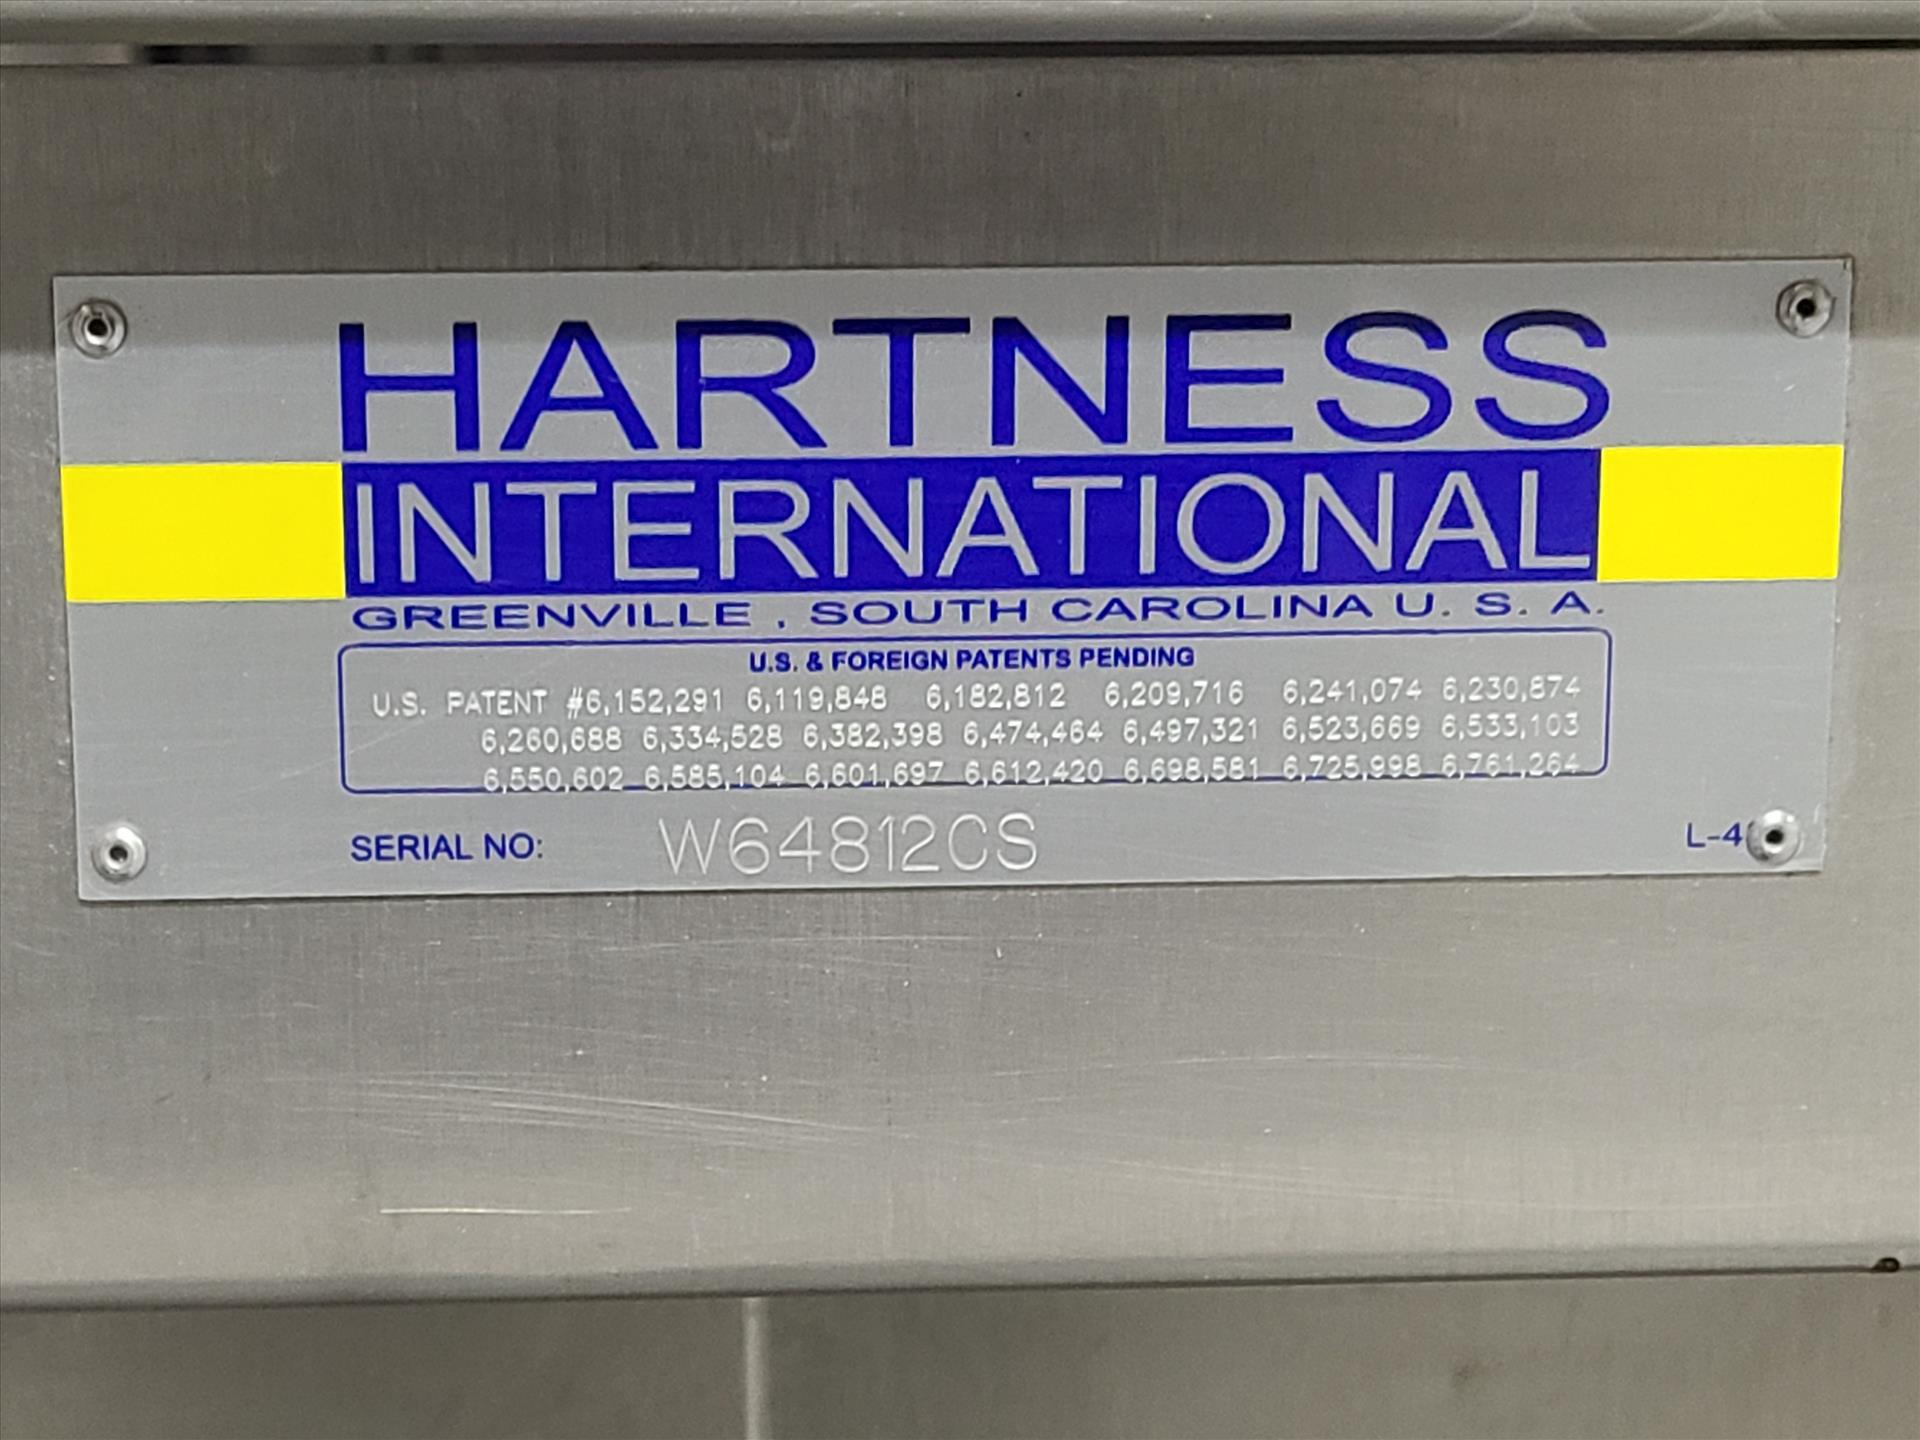 HARTNESS
INTERNATIONAL
GREENVILLE , SOUTH CAROLINA U. S. A.
U.S. & FOREIGN PATENTS PENDING
U.S. PATENT #6,152,291 6,119,848 6,182,812 6,209,716 6,241,074 6,230,874
6,260,688 6,334,528 6,382,398 6,474,464 6,497,321 6,523,669 6,533,103
6,550,602 6,585,104 6,601,697 6,612,420 6,698,581 6,725,998 6,761,264
SERIAL NO: W64812CS